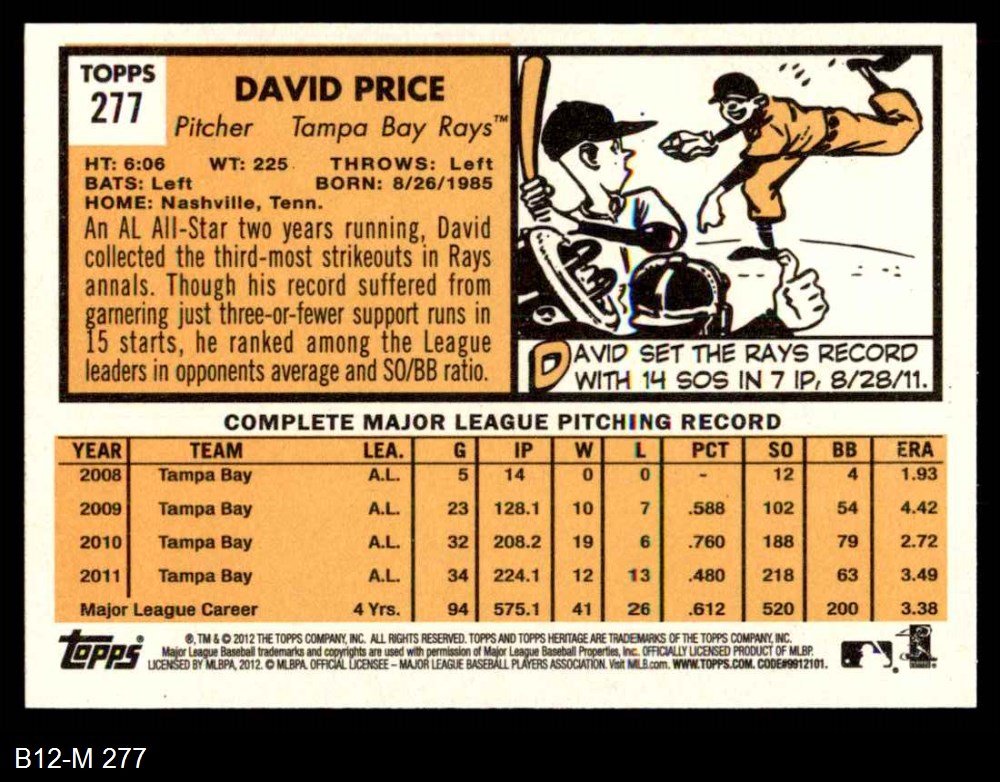 TOPPS
277
DAVID PRICE
Pitcher Tampa Bay Rays™
HT: 6:06 WT: 225 THROWS: Left
BATS: Left BORN: 8/26/1985
HOME: Nashville, Tenn.
An AL All-Star two years running, David
collected the third-most strikeouts in Rays
annals. Though his record suffered from
garnering just three-or-fewer support runs in
15 starts, he ranked among the League
leaders in opponents average and SO/BB ratio.
DAVID SET THE RAYS RECORD
WITH 14 SOS IN 7 IP, 8/28/11.
COMPLETE MAJOR LEAGUE PITCHING RECORD
YEAR TEAM LEA. G IP W L PCT SO BB ERA
2008 Tampa Bay A.L. 5 14 0 0 - 12 4 1.93
2009 Tampa Bay A.L. 23 128.1 10 7 .588 102 54 4.42
2010 Tampa Bay A.L. 32 208.2 19 6 .760 188 79 2.72
2011 Tampa Bay A.L. 34 224.1 12 13 .480 218 63 3.49
Major League Career 4 Yrs. 94 575.1 41 26 .612 520 200 3.38
Topps®
®, TM & © 2012 THE TOPPS COMPANY, INC. ALL RIGHTS RESERVED. TOPPS AND TOPPS HERITAGE ARE TRADEMARKS OF THE TOPPS COMPANY, INC.
Major League Baseball trademarks and copyrights are used with permission of Major League Baseball Properties, Inc. OFFICIALLY LICENSED PRODUCT OF MLBP.
LICENSED BY MLBPA, 2012. © MLBPA. OFFICIAL LICENSEE – MAJOR LEAGUE BASEBALL PLAYERS ASSOCIATION. Visit MLB.com. WWW.TOPPS.COM. CODE#9912101.
B12-M 277